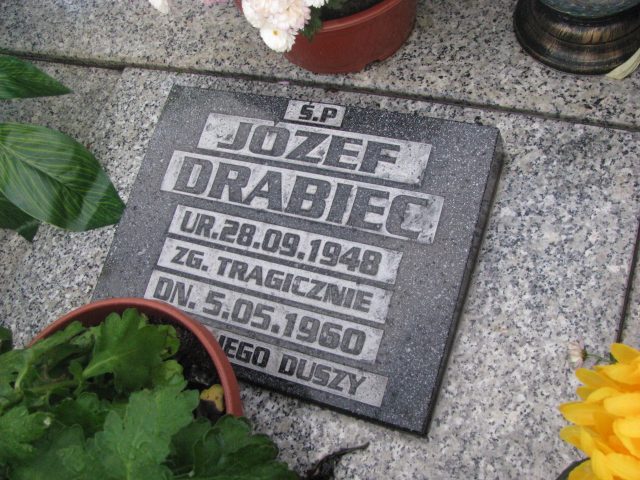 Ś.P
JÓZEF
DRABIEC
UR.28.09.1948
ZG. TRAGICZNIE
DN. 5.05.1960
DUSZY